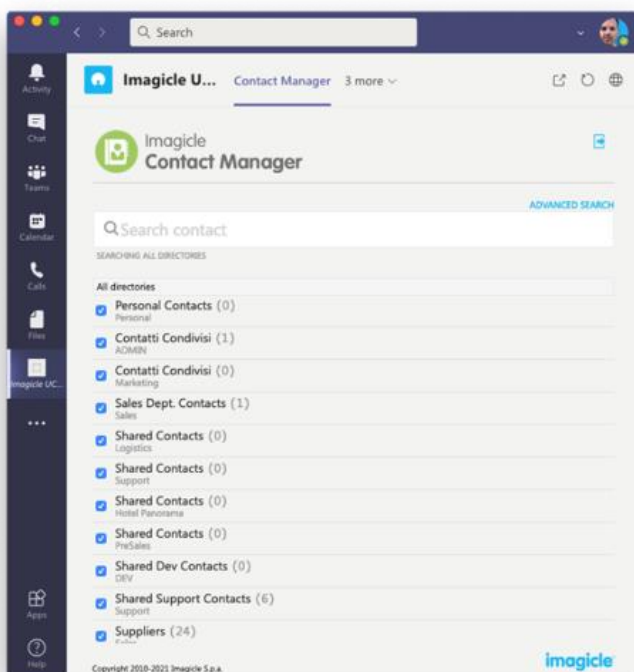 Search
Activity
Chat
Teams
Calendar
Calls
Files
Imagicle UC...
Apps
Help
Imagicle U... Contact Manager 3 more
Imagicle
Contact Manager
ADVANCED SEARCH
Search contact
SEARCHING ALL DIRECTORIES
All directories
Personal Contacts (0)
Personal
Contatti Condivisi (1)
ADMIN
Contatti Condivisi (0)
Marketing
Sales Dept. Contacts (1)
Sales
Shared Contacts (0)
Logistics
Shared Contacts (0)
Support
Shared Contacts (0)
Hotel Panorama
Shared Contacts (0)
PreSales
Shared Dev Contacts (0)
DEV
Shared Support Contacts (6)
Support
Suppliers (24)
Copyright 2010-2021 Imagicle S.p.a.
imagicle